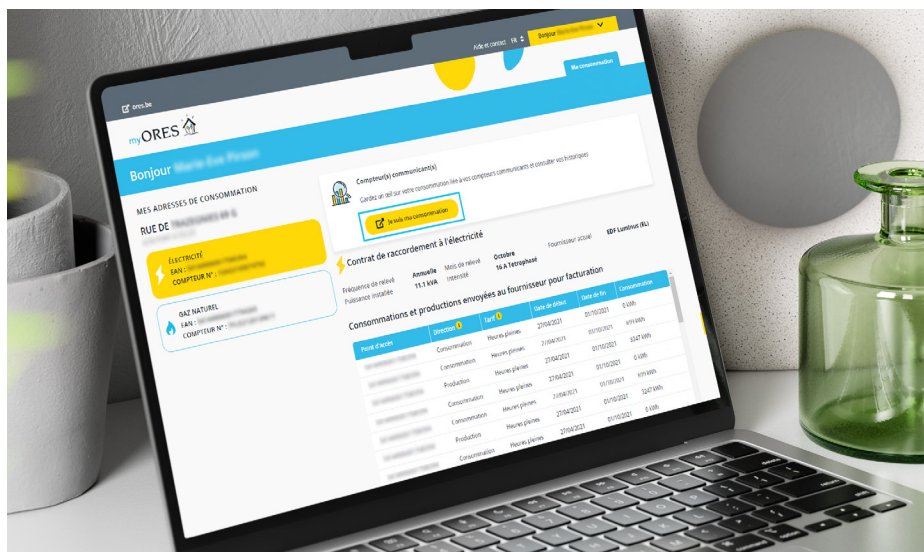 ores.be
Aide et contact FR Bonjour
myORES
Ma consommation
Bonjour
MES ADRESSES DE CONSOMMATION
RUE DE
ÉLECTRICITÉ
EAN :
COMPTEUR N° :
GAZ NATUREL
EAN :
COMPTEUR N° :
Compteur(s) communicant(s)
Gardez un œil sur votre consommation liée à vos compteurs communicants et consulter vos historiques
Je suis ma consommation
Contrat de raccordement à l'électricité
Fréquence de relevé Annuelle Mois de relevé Octobre Fournisseur actuel EDF Luminus (EL)
Puissance installée 11.1 kVA Intensité 16 A Tetrophasé
Consommations et productions envoyées au fournisseur pour facturation
Point d'accès Direction Tarif Date de début Date de fin Consommation
Consommation Heures pleines 27/04/2021 01/10/2021 0 kWh
Consommation Heures pleines 27/04/2021 01/10/2021 kWh
Production Heures pleines 27/04/2021 01/10/2021 3247 kWh
Consommation Heures pleines 27/04/2021 01/10/2021 0 kWh
Consommation Heures pleines 27/04/2021 01/10/2021 kWh
Production Heures pleines 27/04/2021 01/10/2021 3247 kWh
Consommation Heures pleines 27/04/2021 01/10/2021 0 kWh